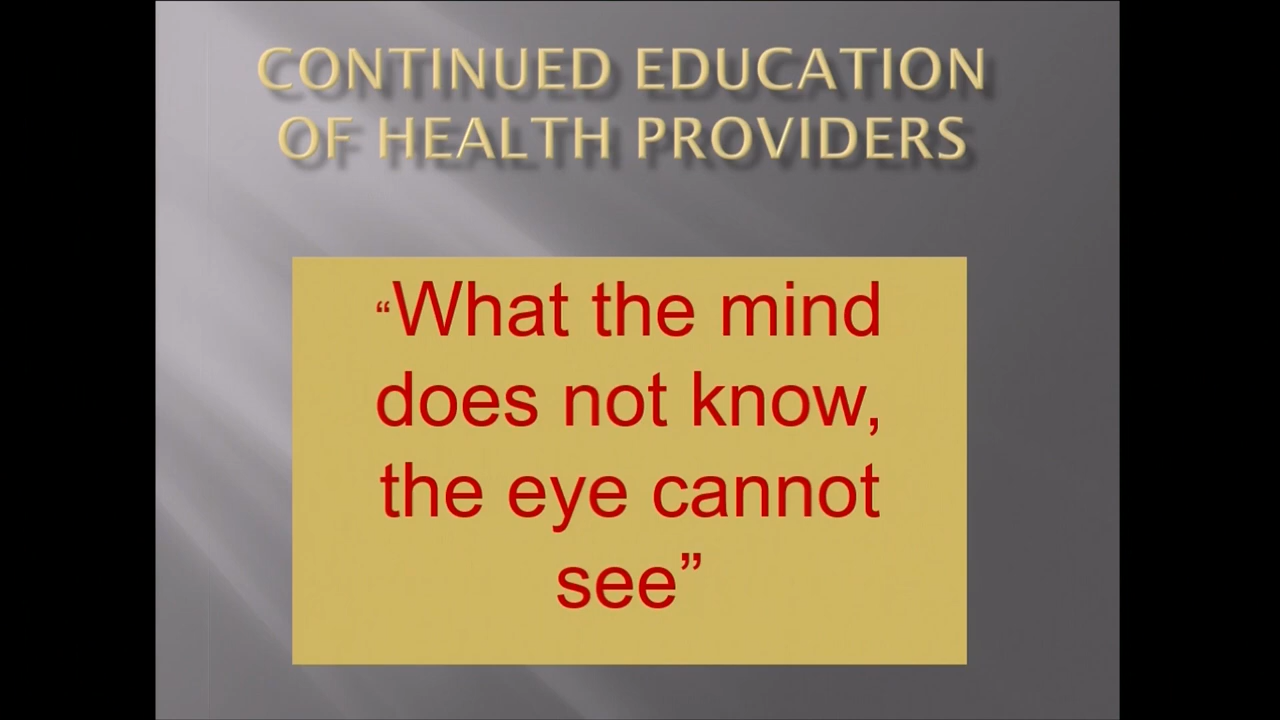 CONTINUED EDUCATION
OF HEALTH PROVIDERS
“What the mind
does not know,
the eye cannot
see”